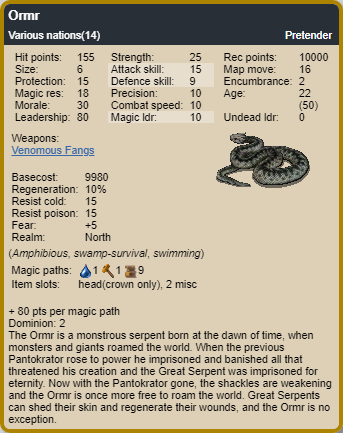 Ormr
Various nations(14) Pretender
Hit points: 155 Strength: 25 Rec points: 10000
Size: 6 Attack skill: 15 Map move: 16
Protection: 15 Defence skill: 9 Encumbrance: 2
Magic res: 18 Precision: 10 Age: 22
Morale: 30 Combat speed: 10 (50)
Leadership: 80 Magic ldr: 10 Undead ldr: 0
Weapons:
Venomous Fangs
Basecost: 9980
Regeneration: 10%
Resist cold: 15
Resist poison: 15
Fear: +5
Realm: North
(Amphibious, swamp-survival, swimming)
Magic paths: 1 1 9
Item slots: head(crown only), 2 misc
+ 80 pts per magic path
Dominion: 2
The Ormr is a monstrous serpent born at the dawn of time, when
monsters and giants roamed the world. When the previous
Pantokrator rose to power he imprisoned and banished all that
threatened his creation and the Great Serpent was imprisoned for
eternity. Now with the Pantokrator gone, the shackles are weakening
and the Ormr is once more free to roam the world. Great Serpents
can shed their skin and regenerate their wounds, and the Ormr is no
exception.